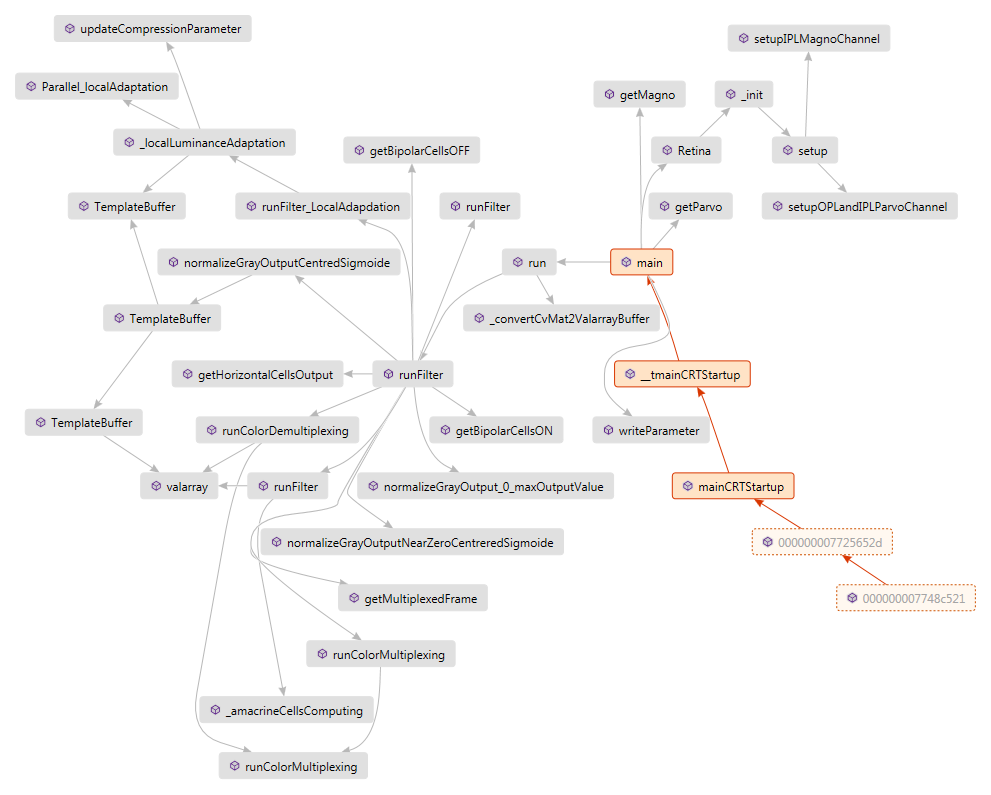 updateCompressionParameter
setupIPLMagnoChannel
Parallel_localAdaptation
getMagno
_init
_localLuminanceAdaptation
getBipolarCellsOFF
Retina
setup
TemplateBuffer
runFilter_LocalAdapdation
runFilter
getParvo
setupOPLandIPLParvoChannel
normalizeGrayOutputCentredSigmoide
run
main
TemplateBuffer
_convertCvMat2ValarrayBuffer
getHorizontalCellsOutput
runFilter
__tmainCRTStartup
TemplateBuffer
runColorDemultiplexing
getBipolarCellsON
writeParameter
valarray
runFilter
normalizeGrayOutput_0_maxOutputValue
mainCRTStartup
normalizeGrayOutputNearZeroCentreredSigmoide
000000007725652d
getMultiplexedFrame
000000007748c521
runColorMultiplexing
_amacrineCellsComputing
runColorMultiplexing